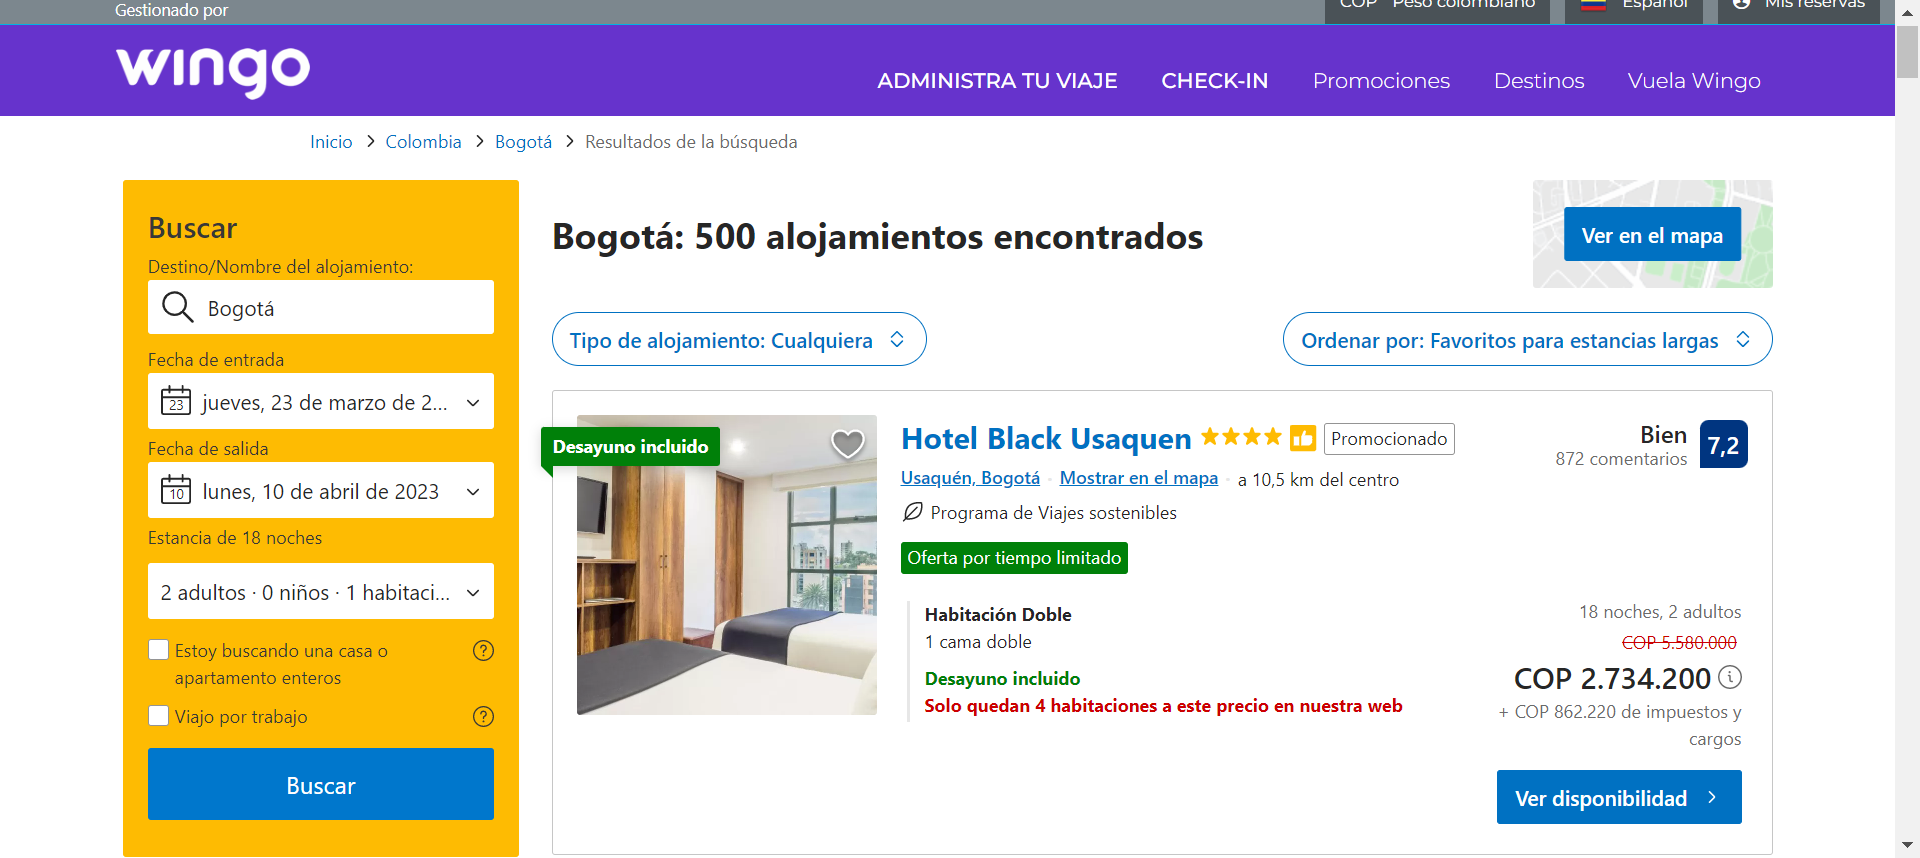 Gestionado por
COP Peso colombiano
Español
Mis reservas
wingo
ADMINISTRA TU VIAJE
CHECK-IN
Promociones
Destinos
Vuela Wingo
Inicio > Colombia > Bogotá > Resultados de la búsqueda
Buscar
Destino/Nombre del alojamiento:
Bogotá
Fecha de entrada
23
jueves, 23 de marzo de 2...
Fecha de salida
10
lunes, 10 de abril de 2023
Estancia de 18 noches
2 adultos · 0 niños · 1 habitaci...
Estoy buscando una casa o
apartamento enteros
Viajo por trabajo
Buscar
Bogotá: 500 alojamientos encontrados
Ver en el mapa
Tipo de alojamiento: Cualquiera
Ordenar por: Favoritos para estancias largas
Desayuno incluido
Hotel Black Usaquen
Promocionado
Bien
872 comentarios
7,2
Usaquén, Bogotá · Mostrar en el mapa · a 10,5 km del centro
Programa de Viajes sostenibles
Oferta por tiempo limitado
Habitación Doble
1 cama doble
Desayuno incluido
Solo quedan 4 habitaciones a este precio en nuestra web
18 noches, 2 adultos
COP 5.580.000
COP 2.734.200
+ COP 862.220 de impuestos y
cargos
Ver disponibilidad